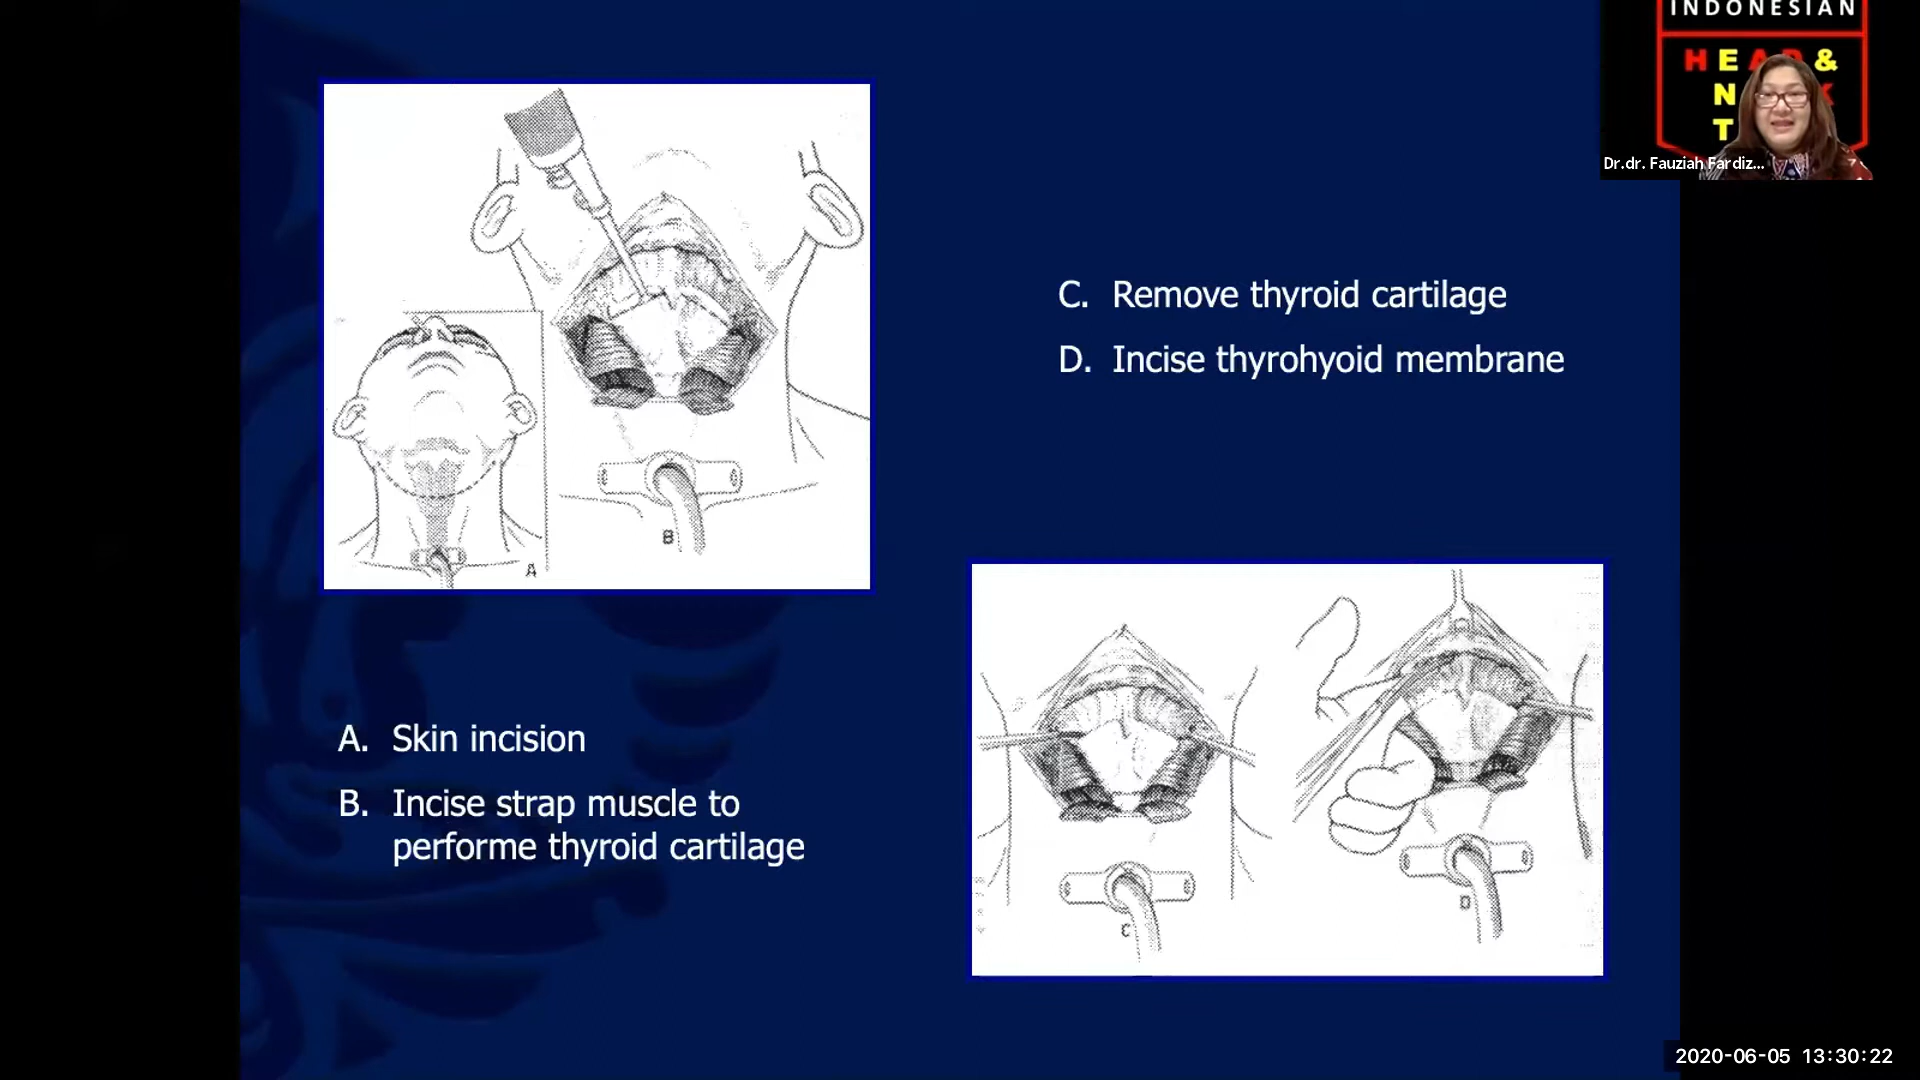 INDONESIAN
HEAD &
N K
T
Dr.dr. Fauziah Fardiz...
A
B
C. Remove thyroid cartilage
D. Incise thyrohyoid membrane
A. Skin incision
B. Incise strap muscle to
performe thyroid cartilage
C
D
2020-06-05 13:30:22